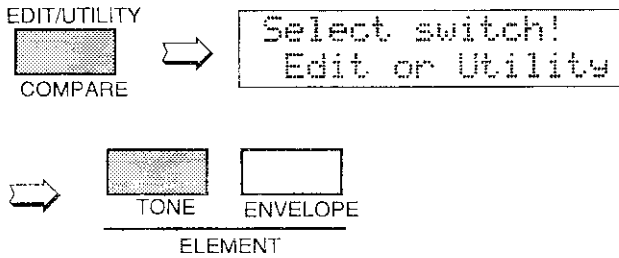 EDIT/UTILITY
COMPARE
Select switch!
Edit or Utility
TONE
ENVELOPE
ELEMENT